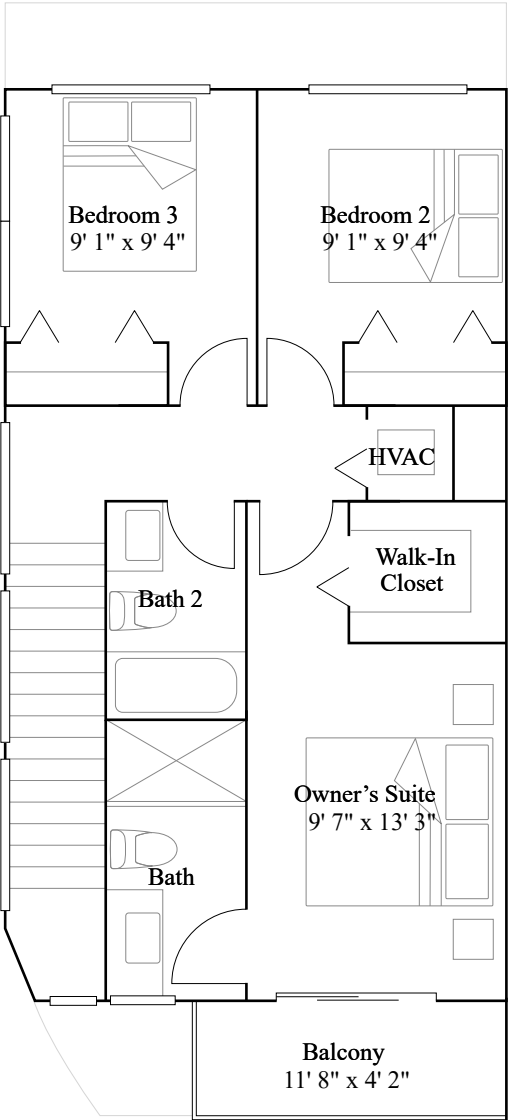 Bedroom 3
9' 1" x 9' 4"
Bedroom 2
9' 1" x 9' 4"
HVAC
Walk-In
Closet
Bath 2
Owner’s Suite
9' 7" x 13' 3"
Bath
Balcony
11' 8" x 4' 2"